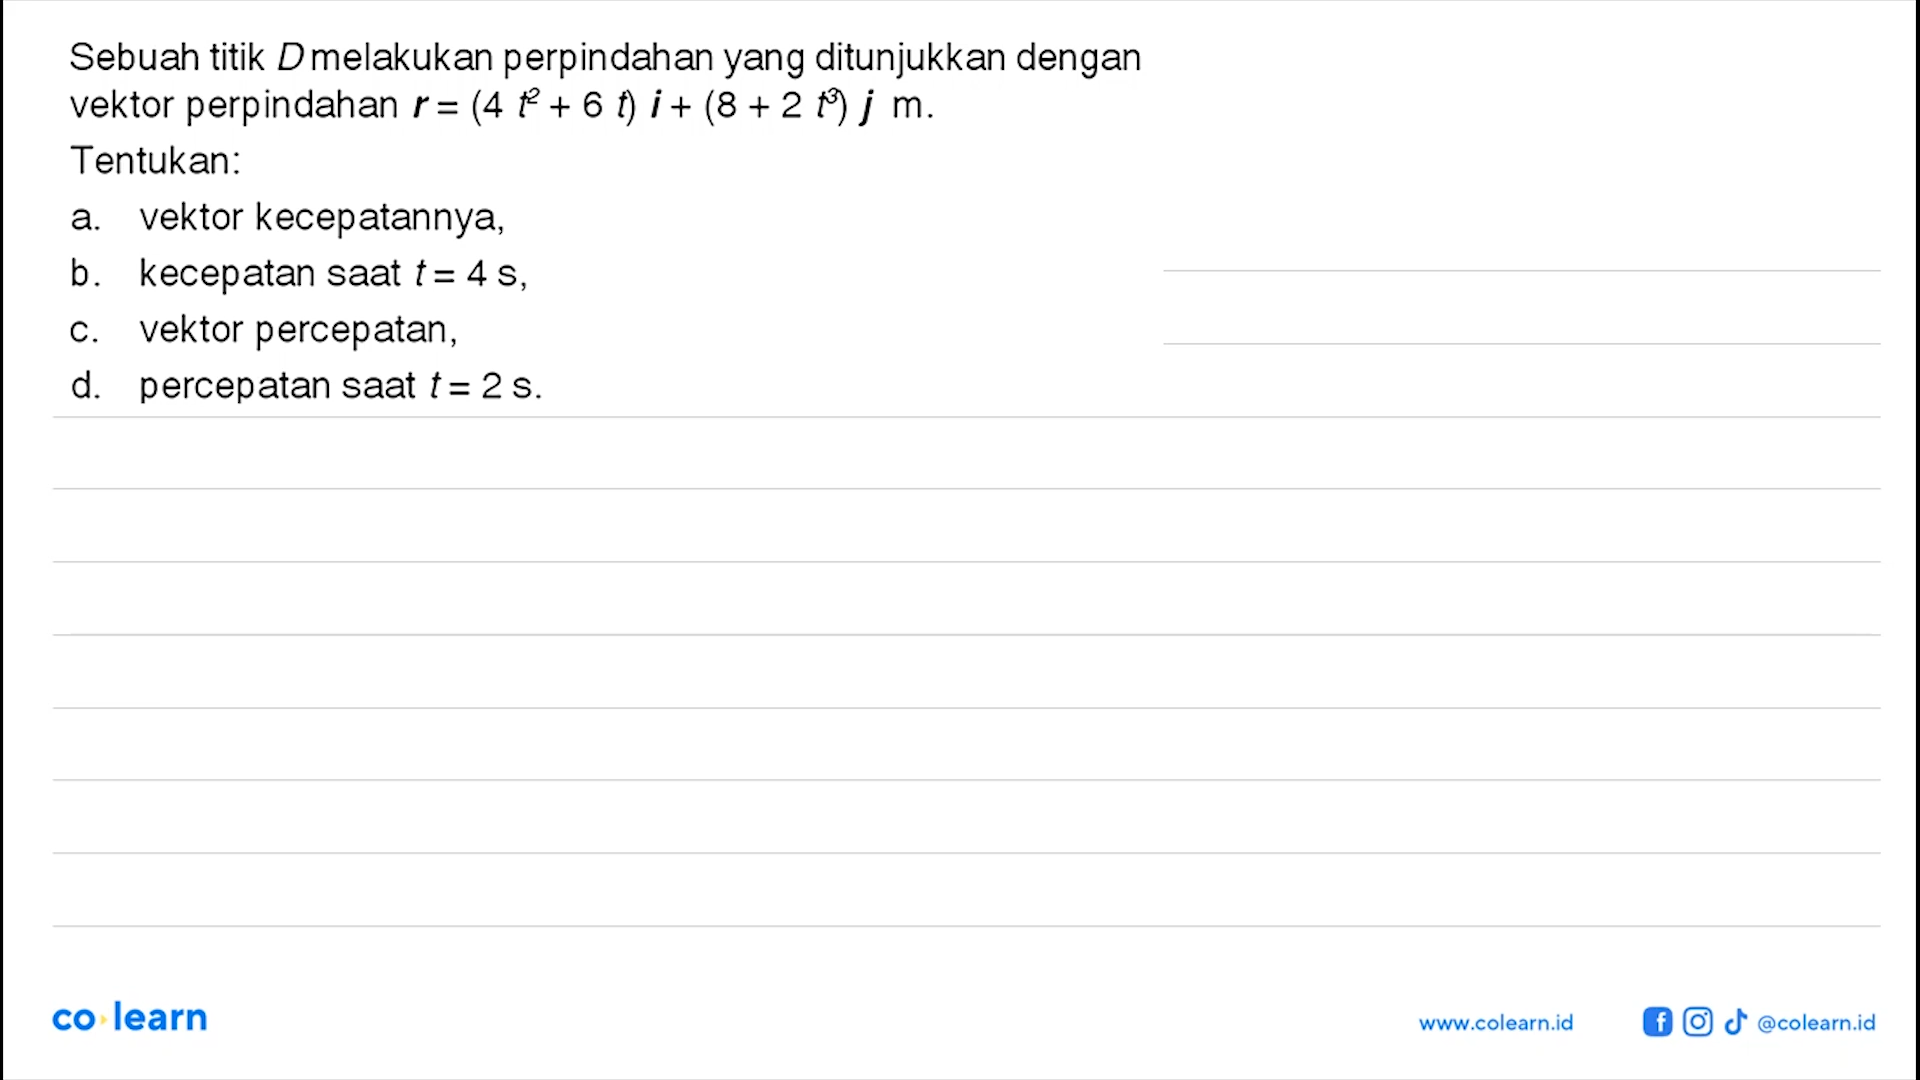 Sebuah titik D melakukan perpindahan yang ditunjukkan dengan
vektor perpindahan r = (4 t² + 6 t) i + (8 + 2 t³) j m.
Tentukan:
a. vektor kecepatannya,
b. kecepatan saat t = 4 s,
c. vektor percepatan,
d. percepatan saat t = 2 s.
co learn
www.colearn.id @colearn.id